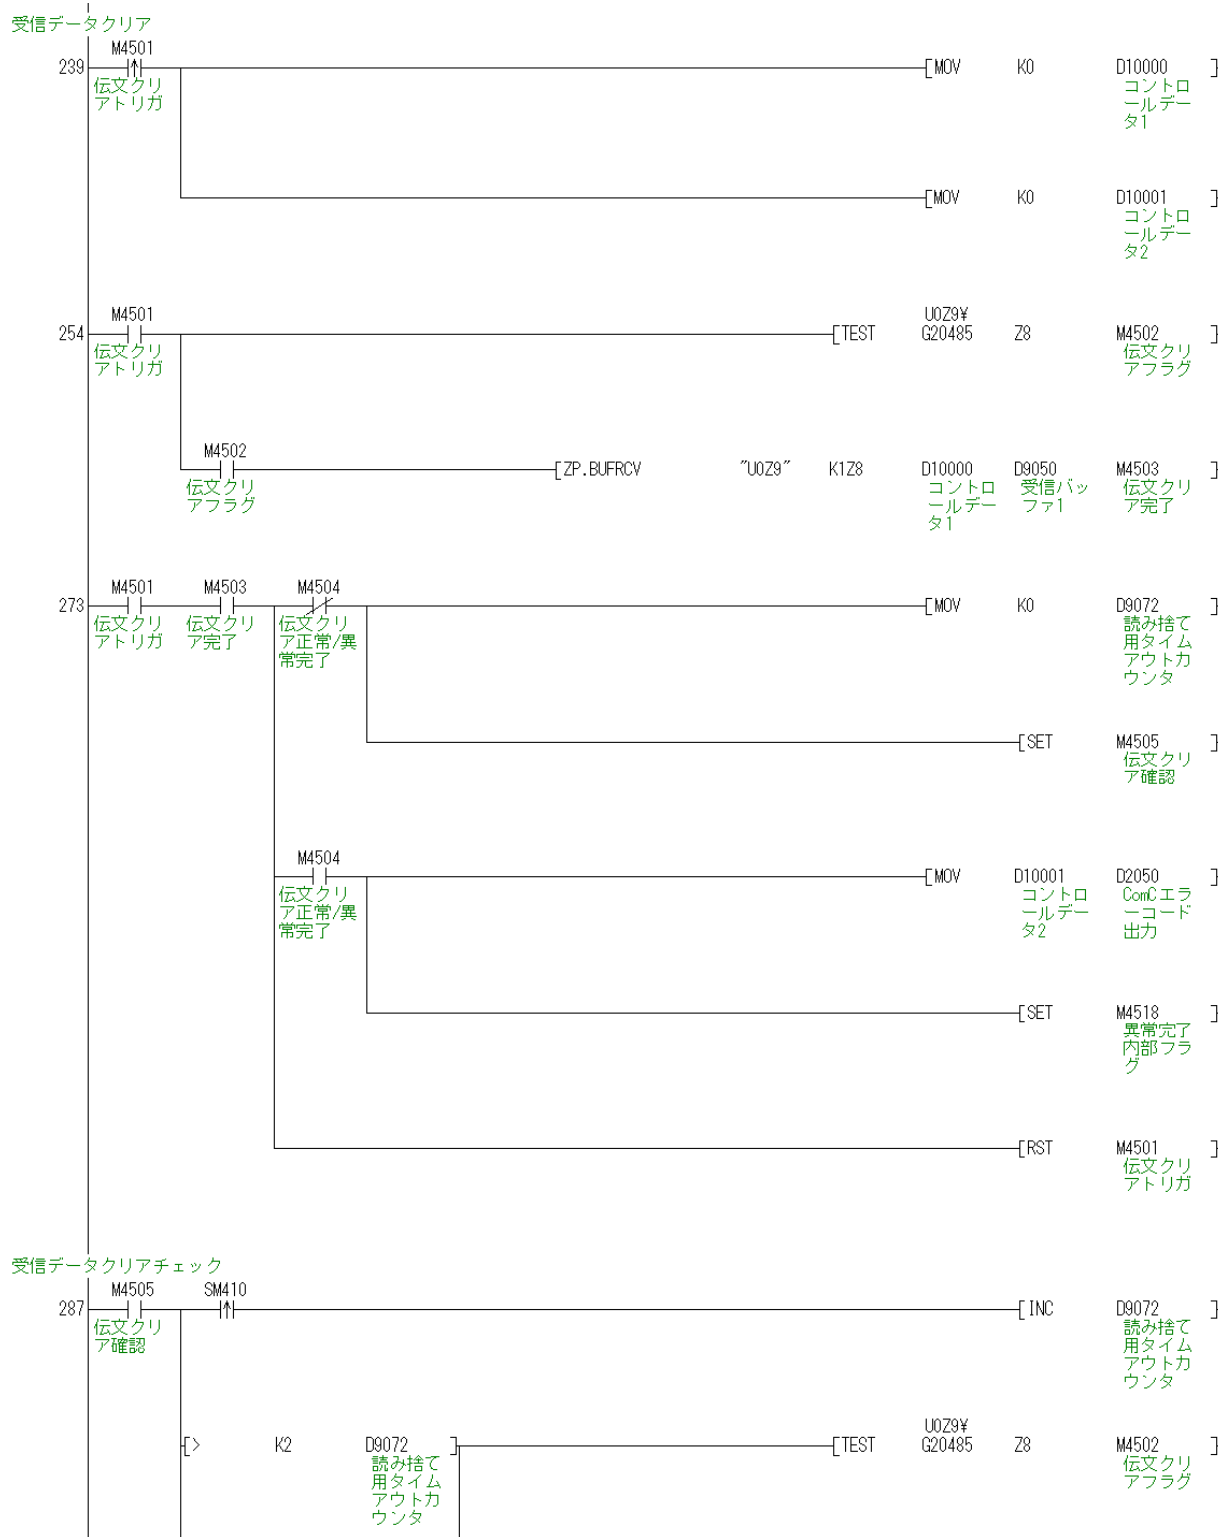 受信データクリア
M4501
239 [MOV K0 D10000 ]
伝文クリ コントロ
アトリガ ールデー
タ1
[MOV K0 D10001 ]
コントロ
ールデー
タ2
M4501 U0Z9¥
254 [TEST G20485 Z8 M4502 ]
伝文クリ 伝文クリ
アトリガ アフラグ
M4502
[ZP.BUFRCV "U0Z9" K1Z8 D10000 D9050 M4503 ]
伝文クリ コントロ 受信バッ 伝文クリ
アフラグ ールデー ファ1 ア完了
タ1
M4501 M4503 M4504
273 [MOV K0 D9072 ]
伝文クリ 伝文クリ 伝文クリ 読み捨て
アトリガ ア完了 ア正常/異 用タイム
常完了 アウトカ
ウンタ
[SET M4505 ]
伝文クリ
ア確認
M4504
[MOV D10001 D2050 ]
伝文クリ コントロ ComCエラ
ア正常/異 ールデー ーコード
常完了 タ2 出力
[SET M4518 ]
異常完了
内部フラ
グ
[RST M4501 ]
伝文クリ
アトリガ
受信データクリアチェック
M4505 SM410
287 [INC D9072 ]
伝文クリ 読み捨て
ア確認 用タイム
アウトカ
ウンタ
U0Z9¥
[> K2 D9072 ] [TEST G20485 Z8 M4502 ]
読み捨て 伝文クリ
用タイム アフラグ
アウトカ
ウンタ